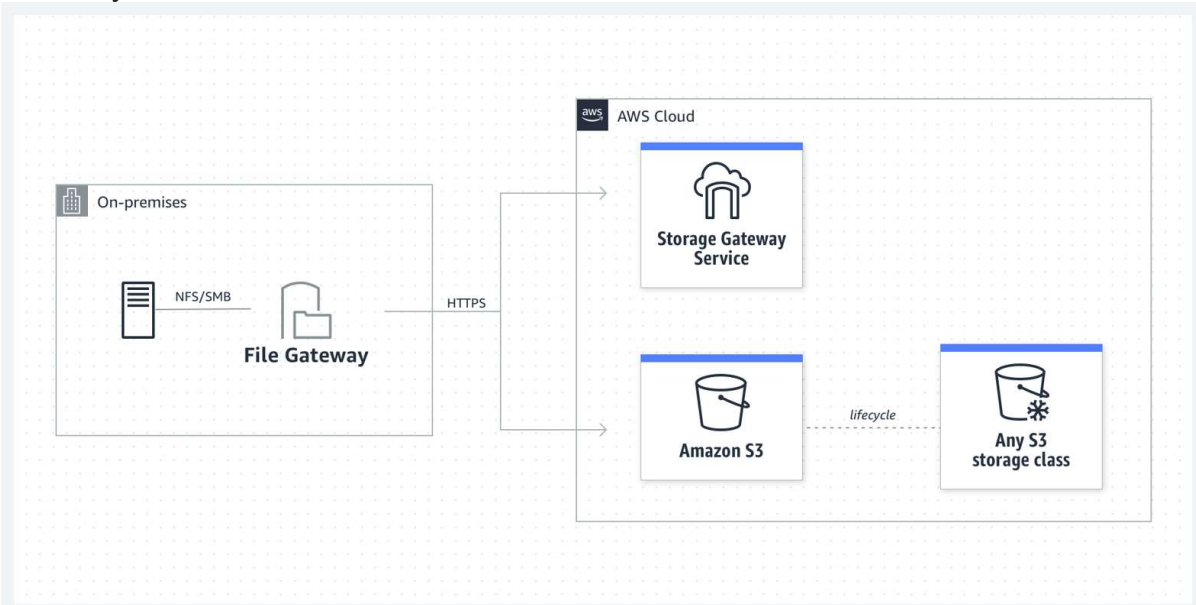 aws
AWS Cloud
Storage Gateway
Service
On-premises
NFS/SMB
File Gateway
HTTPS
Amazon S3
lifecycle
Any S3
storage class